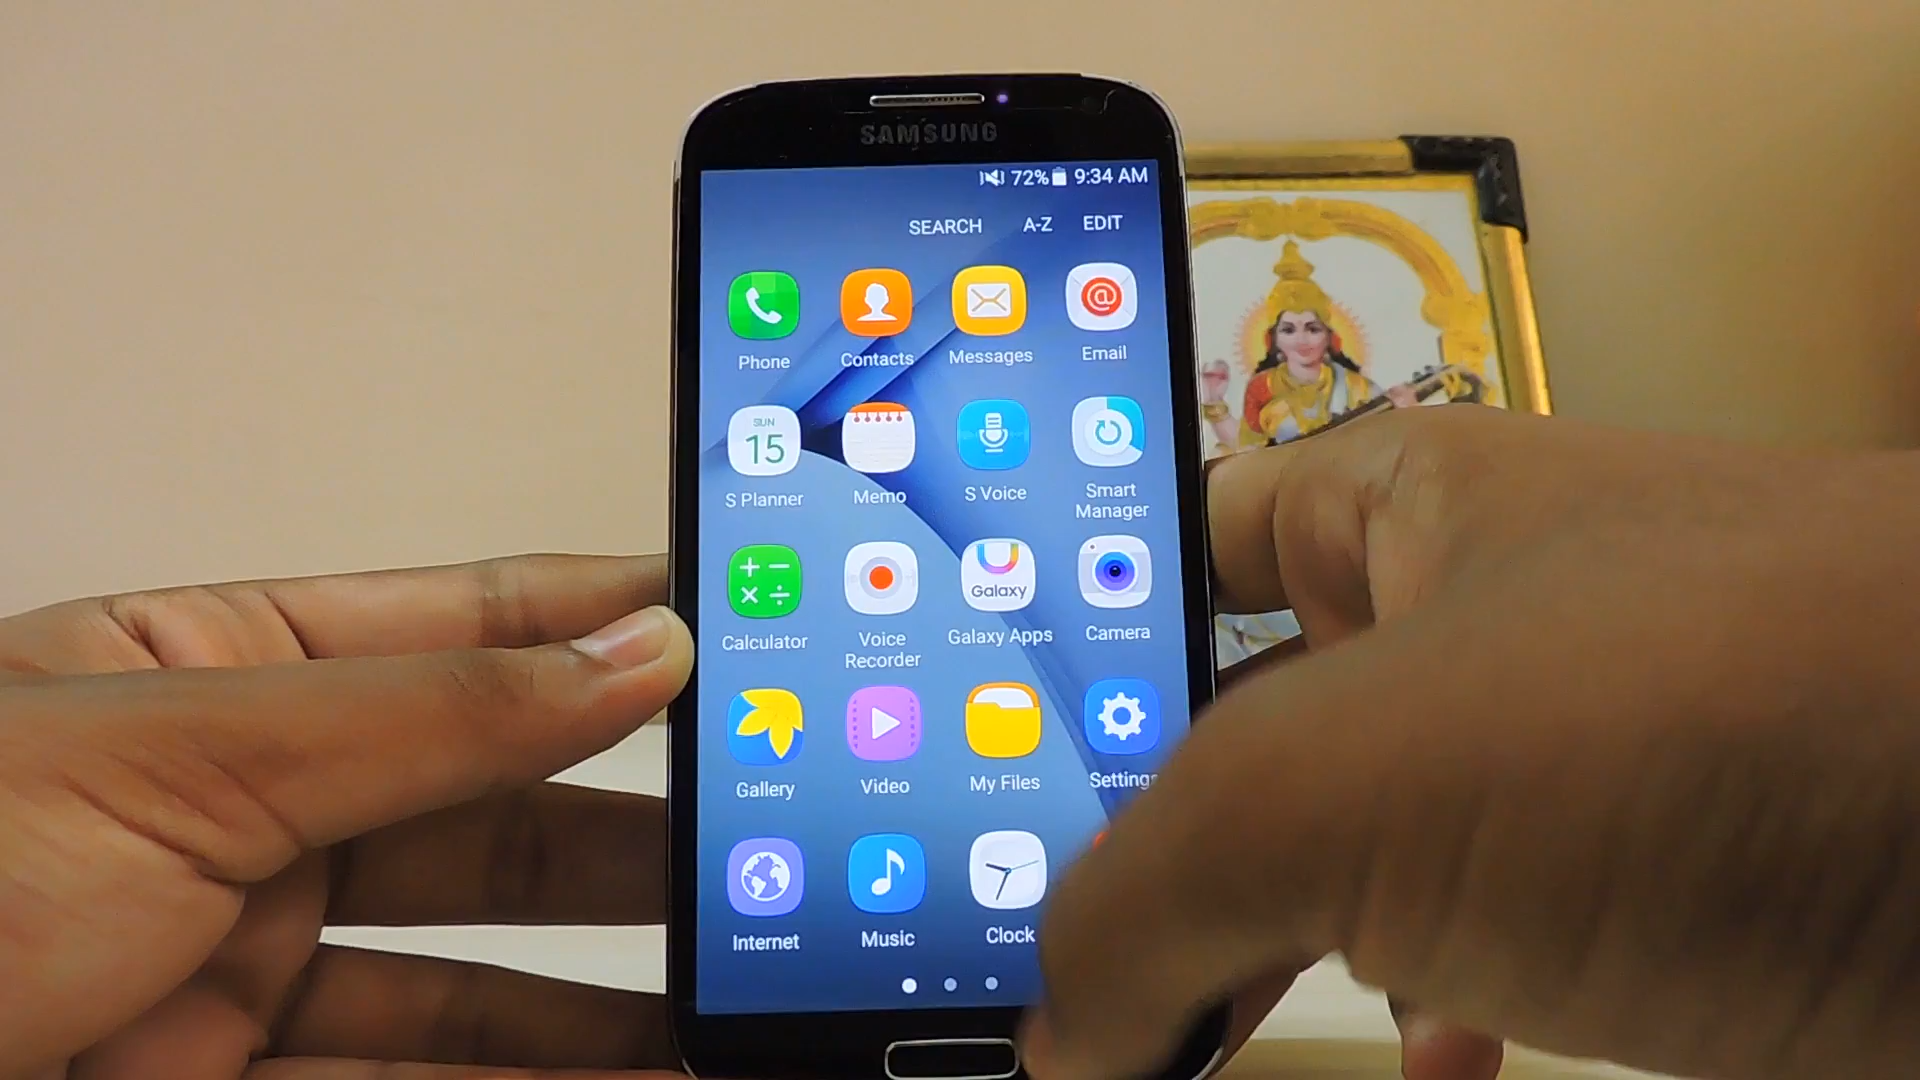 SAMSUNG
72% 9:34 AM
SEARCH A-Z EDIT
Phone Contacts Messages Email
SUN
15
S Planner Memo S Voice Smart
Manager
Galaxy
Calculator Voice
Recorder Galaxy Apps Camera
Gallery Video My Files Settings
Internet Music Clock